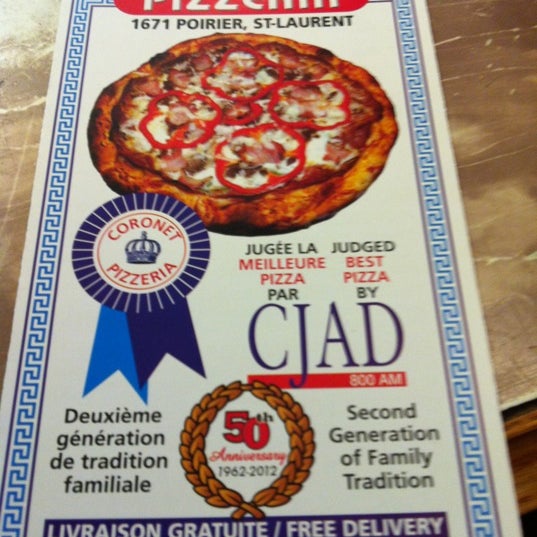 1671 POIRIER, ST-LAURENT
CORONET
PIZZERIA
JUGÉE LA
MEILLEURE
PIZZA
PAR
JUDGED
BEST
PIZZA
BY
CJAD
800 AM
Deuxième
génération
de tradition
familiale
50th
Anniversary
1962-2012
Second
Generation
of Family
Tradition
LIVRAISON GRATUITE / FREE DELIVERY